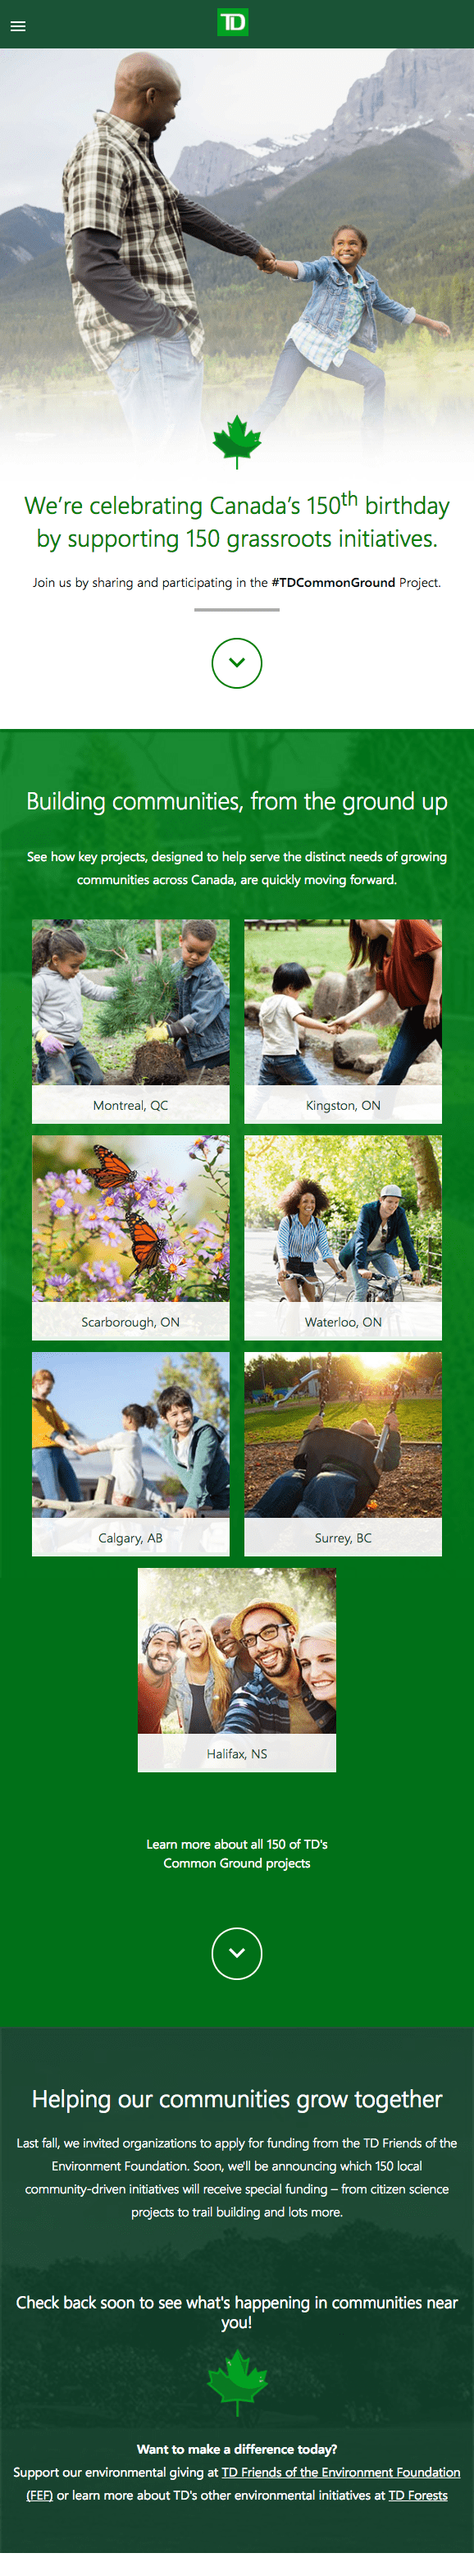 TD
We're celebrating Canada's 150th birthday
by supporting 150 grassroots initiatives.
Join us by sharing and participating in the #TDCommonGround Project.
Building communities, from the ground up
See how key projects, designed to help serve the distinct needs of growing
communities across Canada, are quickly moving forward.
Montreal, QC
Kingston, ON
Scarborough, ON
Waterloo, ON
Calgary, AB
Surrey, BC
Halifax, NS
Learn more about all 150 of TD's
Common Ground projects
Helping our communities grow together
Last fall, we invited organizations to apply for funding from the TD Friends of the
Environment Foundation. Soon, we'll be announcing which 150 local
community-driven initiatives will receive special funding – from citizen science
projects to trail building and lots more.
Check back soon to see what's happening in communities near
you!
Want to make a difference today?
Support our environmental giving at TD Friends of the Environment Foundation
(FEF) or learn more about TD's other environmental initiatives at TD Forests